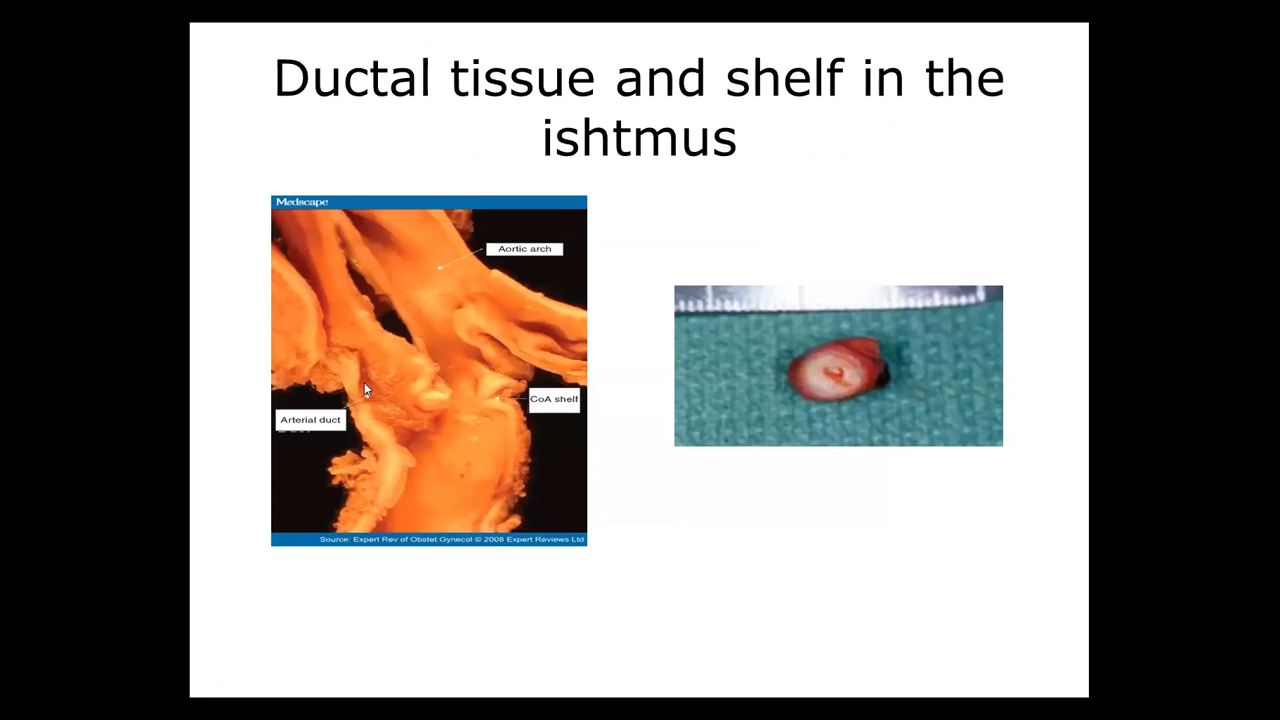 Ductal tissue and shelf in the
ishtmus
Medscape
Aortic arch
CoA shelf
Arterial duct
Source: Expert Rev of Obstet Gynecol © 2008 Expert Reviews Ltd